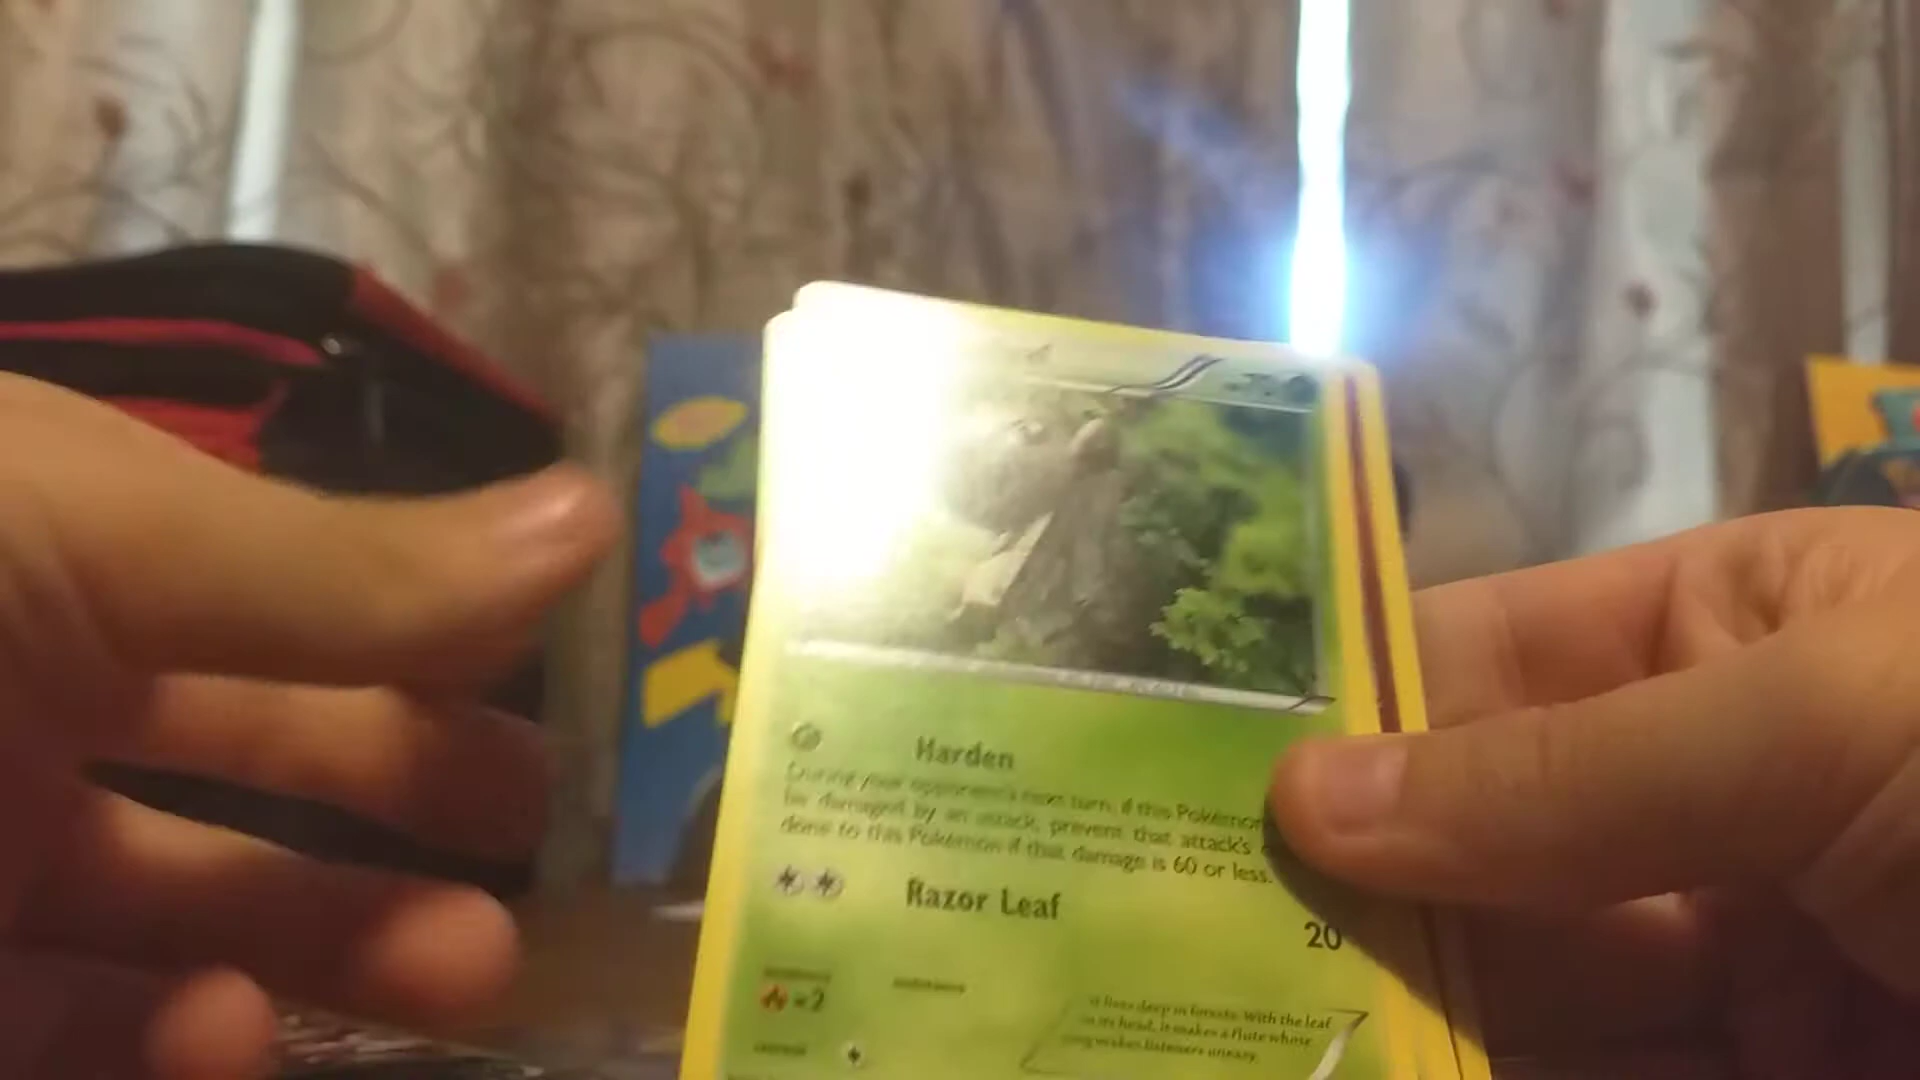 Harden
During your opponent's next turn, if this Pokémon
be damaged by an attack, prevent that attack's
done to this Pokémon if that damage is 60 or less.
Razor Leaf
20
×2
It lives deep in forests. With the leaf
on its head, it makes a flute whose
song makes listeners uneasy.